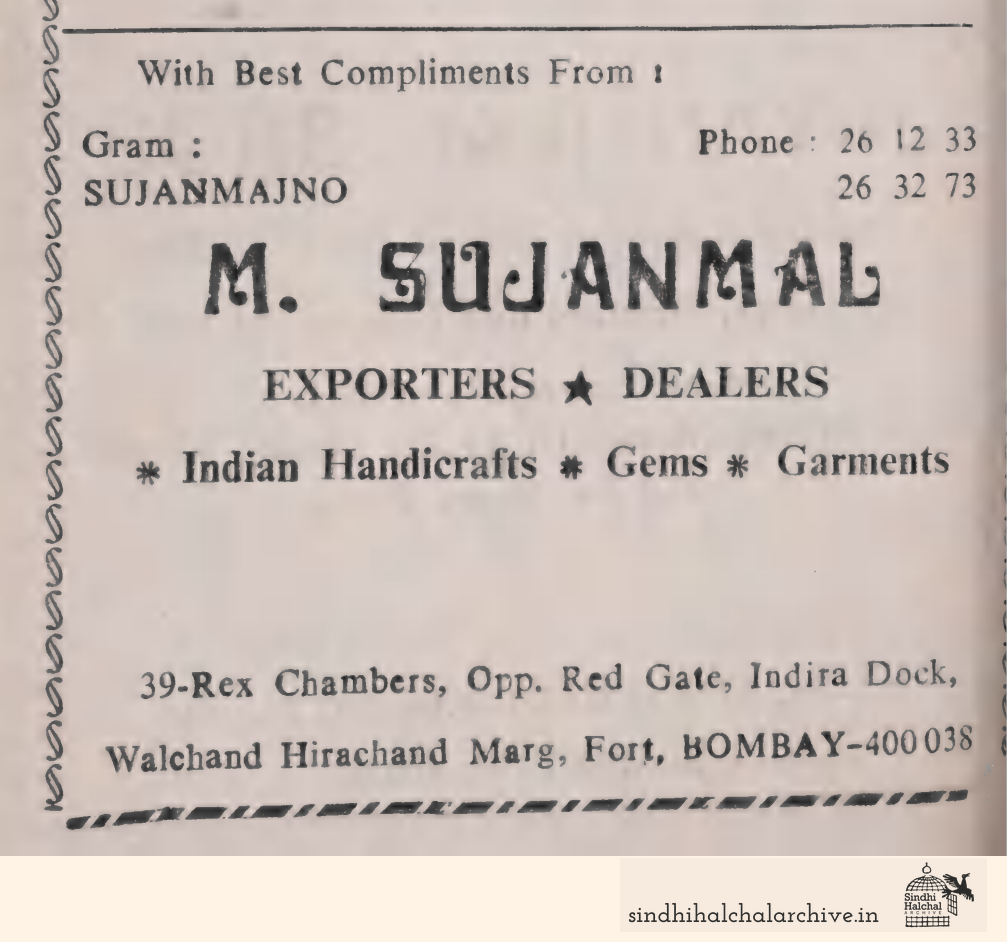 With Best Compliments From :
Gram :
Phone : 26 12 33
SUJANMAJNO
26 32 73
M. SUJANMAL
EXPORTERS ★ DEALERS
* Indian Handicrafts * Gems * Garments
39-Rex Chambers, Opp. Red Gate, Indira Dock,
Walchand Hirachand Marg, Fort, BOMBAY-400 038
sindhihalchalarchive.in
Sindhi
Halchal
ARCHIVE